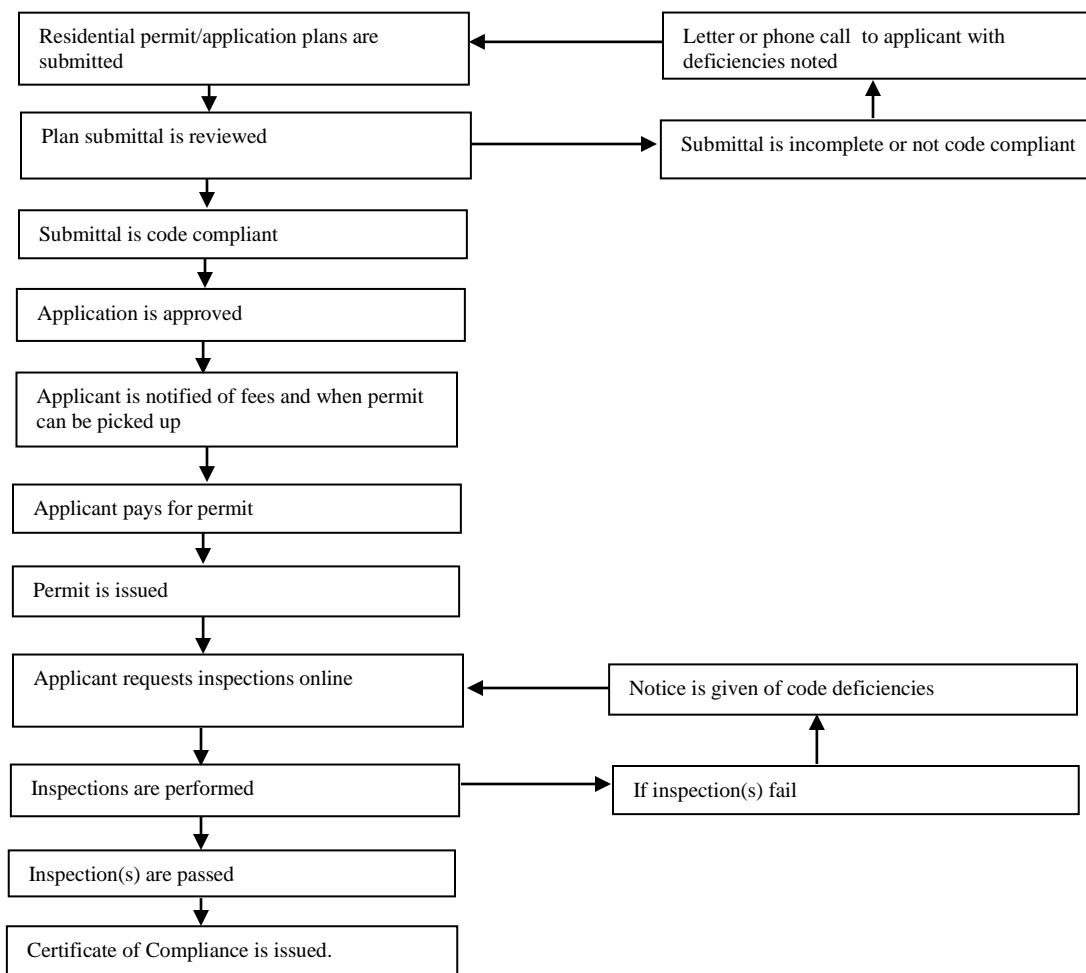 Residential permit/application plans are
submitted
Letter or phone call  to applicant with
deficiencies noted
Plan submittal is reviewed
Submittal is incomplete or not code compliant
Submittal is code compliant
Application is approved
Applicant is notified of fees and when permit
can be picked up
Applicant pays for permit
Permit is issued
Applicant requests inspections online
Notice is given of code deficiencies
Inspections are performed
If inspection(s) fail
Inspection(s) are passed
Certificate of Compliance is issued.